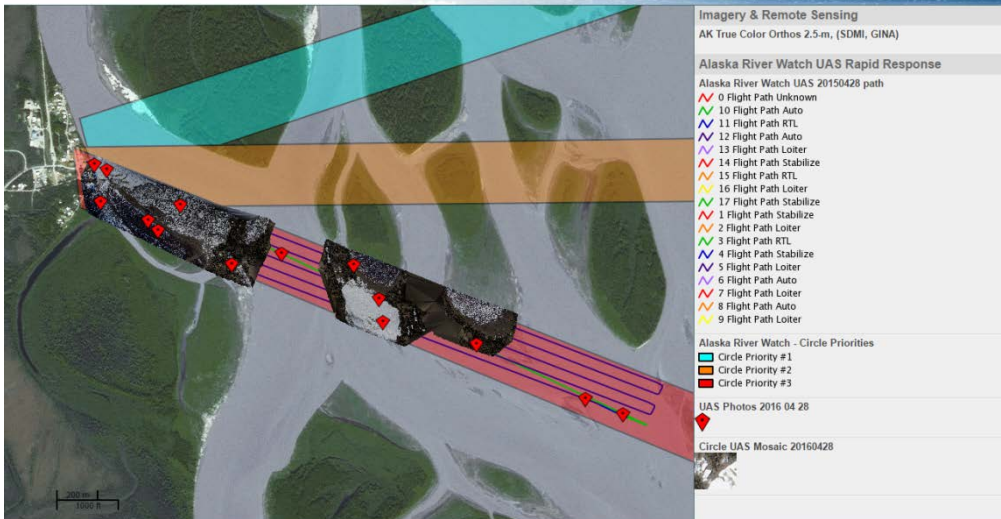 Imagery & Remote Sensing
AK True Color Orthos 2.5-m, (SDMI, GINA)
Alaska River Watch UAS Rapid Response
Alaska River Watch UAS 20150428 path
0 Flight Path Unknown
10 Flight Path Auto
11 Flight Path RTL
12 Flight Path Auto
13 Flight Path Loiter
14 Flight Path Stabilize
15 Flight Path RTL
16 Flight Path Loiter
17 Flight Path Stabilize
1 Flight Path Stabilize
2 Flight Path Loiter
3 Flight Path RTL
4 Flight Path Stabilize
5 Flight Path Loiter
6 Flight Path Auto
7 Flight Path Loiter
8 Flight Path Auto
9 Flight Path Loiter
Alaska River Watch - Circle Priorities
Circle Priority #1
Circle Priority #2
Circle Priority #3
UAS Photos 2016 04 28
Circle UAS Mosaic 20160428
200 m
1000 ft